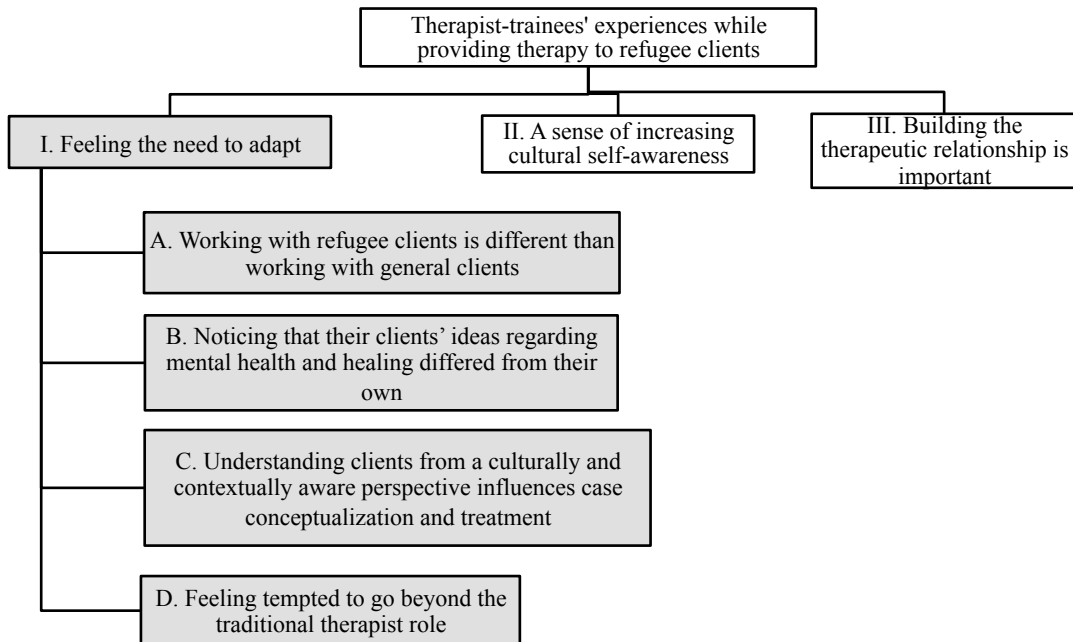 Therapist-trainees' experiences while
providing therapy to refugee clients
I. Feeling the need to adapt
II. A sense of increasing
cultural self-awareness
III. Building the
therapeutic relationship is
important
A. Working with refugee clients is different than
working with general clients
B. Noticing that their clients’ ideas regarding
mental health and healing differed from their
own
C. Understanding clients from a culturally and
contextually aware perspective influences case
conceptualization and treatment
D. Feeling tempted to go beyond the
traditional therapist role